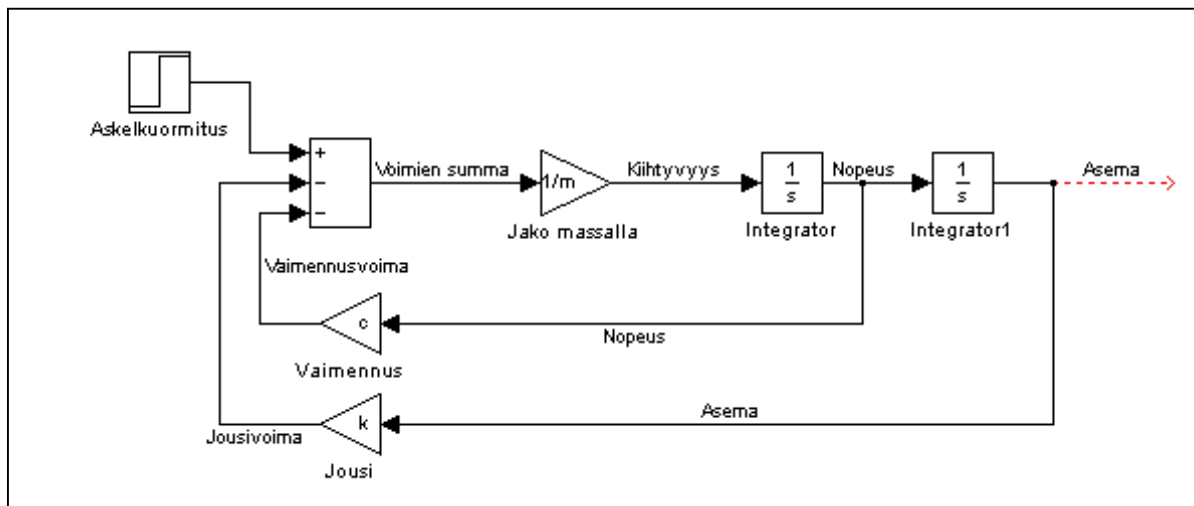 Askelkuormitus
+
−
−
Voimien summa
1/m
Jako massalla
Kiihtyvyys
1
s
Integrator
Nopeus
1
s
Integrator1
Asema
Vaimennusvoima
c
Vaimennus
Nopeus
Jousivoima
k
Jousi
Asema